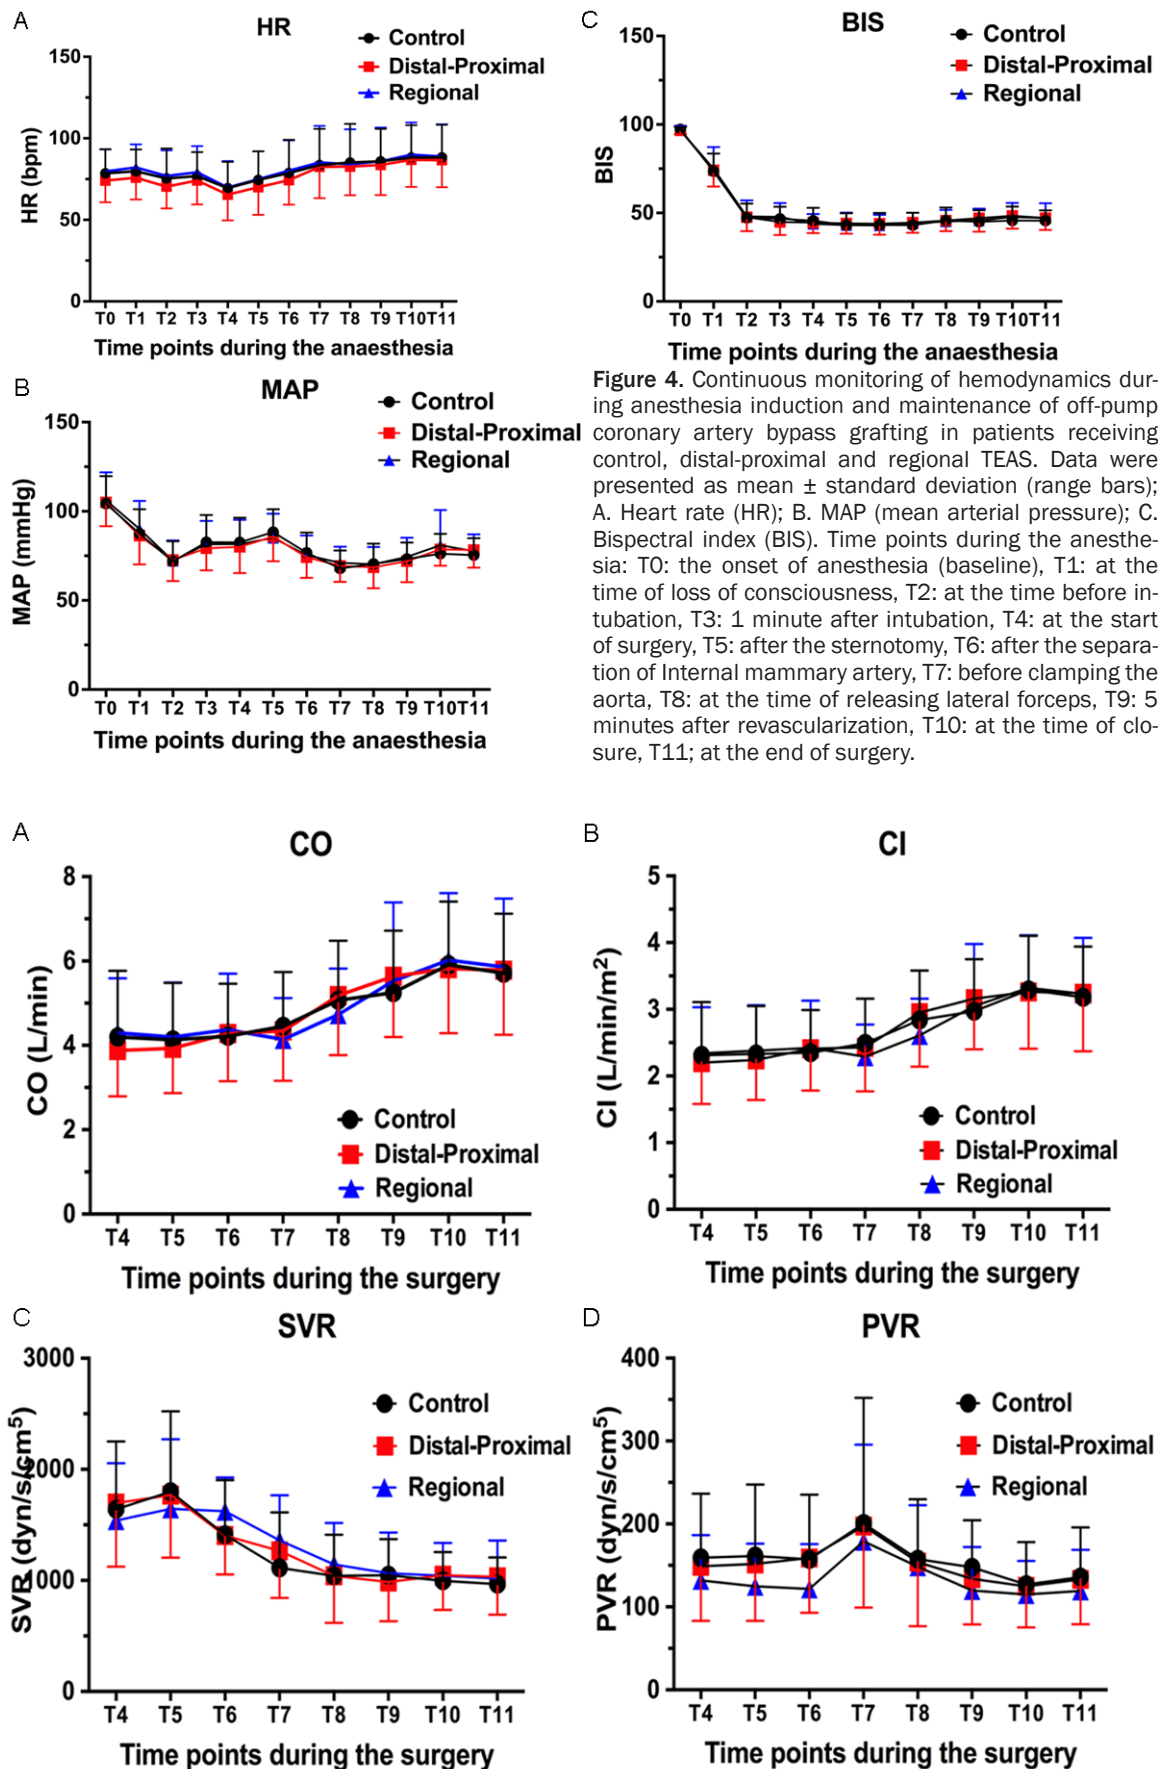 A
HR
Control
Distal-Proximal
Regional
150
100
50
0
HR (bpm)
T0 T1 T2 T3 T4 T5 T6 T7 T8 T9 T10 T11
Time points during the anaesthesia
C
BIS
Control
Distal-Proximal
Regional
150
100
50
0
BIS
T0 T1 T2 T3 T4 T5 T6 T7 T8 T9 T10 T11
Time points during the anaesthesia
B
MAP
Control
Distal-Proximal
Regional
150
100
50
0
MAP (mmHg)
T0 T1 T2 T3 T4 T5 T6 T7 T8 T9 T10 T11
Time points during the anaesthesia
Figure 4. Continuous monitoring of hemodynamics dur-
ing anesthesia induction and maintenance of off-pump
coronary artery bypass grafting in patients receiving
control, distal-proximal and regional TEAS. Data were
presented as mean ± standard deviation (range bars);
A. Heart rate (HR); B. MAP (mean arterial pressure); C.
Bispectral index (BIS). Time points during the anesthe-
sia: T0: the onset of anesthesia (baseline), T1: at the
time of loss of consciousness, T2: at the time before in-
tubation, T3: 1 minute after intubation, T4: at the start
of surgery, T5: after the sternotomy, T6: after the separa-
tion of Internal mammary artery, T7: before clamping the
aorta, T8: at the time of releasing lateral forceps, T9: 5
minutes after revascularization, T10: at the time of clo-
sure, T11; at the end of surgery.
A
CO
8
6
4
2
0
CO (L/min)
Control
Distal-Proximal
Regional
T4 T5 T6 T7 T8 T9 T10 T11
Time points during the surgery
B
CI
5
4
3
2
1
0
CI (L/min/m²)
Control
Distal-Proximal
Regional
T4 T5 T6 T7 T8 T9 T10 T11
Time points during the surgery
C
SVR
3000
2000
1000
0
SVR (dyn/s/cm⁵)
Control
Distal-Proximal
Regional
T4 T5 T6 T7 T8 T9 T10 T11
Time points during the surgery
D
PVR
400
300
200
100
0
PVR (dyn/s/cm⁵)
Control
Distal-Proximal
Regional
T4 T5 T6 T7 T8 T9 T10 T11
Time points during the surgery